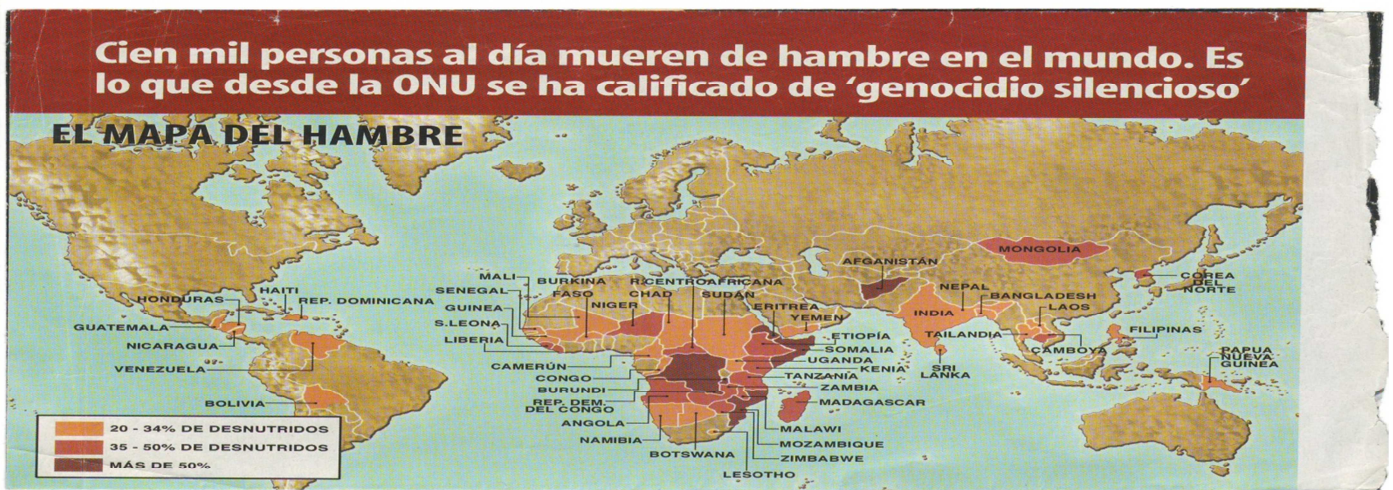 Cien mil personas al día mueren de hambre en el mundo. Es
lo que desde la ONU se ha calificado de ‘genocidio silencioso’
EL MAPA DEL HAMBRE
HONDURAS
HAITI
REP. DOMINICANA
GUATEMALA
NICARAGUA
VENEZUELA
BOLIVIA
MALI
BURKINA
FASO
R.CENTROAFRICANA
SENEGAL
NIGER
CHAD
SUDÁN
ERITREA
GUINEA
YEMEN
S.LEONA
LIBERIA
ETIOPÍA
SOMALIA
CAMERÚN
UGANDA
KENIA
CONGO
TANZANÍA
BURUNDI
ZAMBIA
REP. DEM.
DEL CONGO
MADAGASCAR
ANGOLA
MALAWI
NAMIBIA
MOZAMBIQUE
BOTSWANA
ZIMBABWE
LESOTHO
AFGANISTÁN
MONGOLIA
COREA
DEL
NORTE
NEPAL
BANGLADESH
LAOS
INDIA
TAILANDIA
FILIPINAS
CAMBOYA
SRI
LANKA
PAPUA
NUEVA
GUINEA
20 - 34% DE DESNUTRIDOS
35 - 50% DE DESNUTRIDOS
MÁS DE 50%